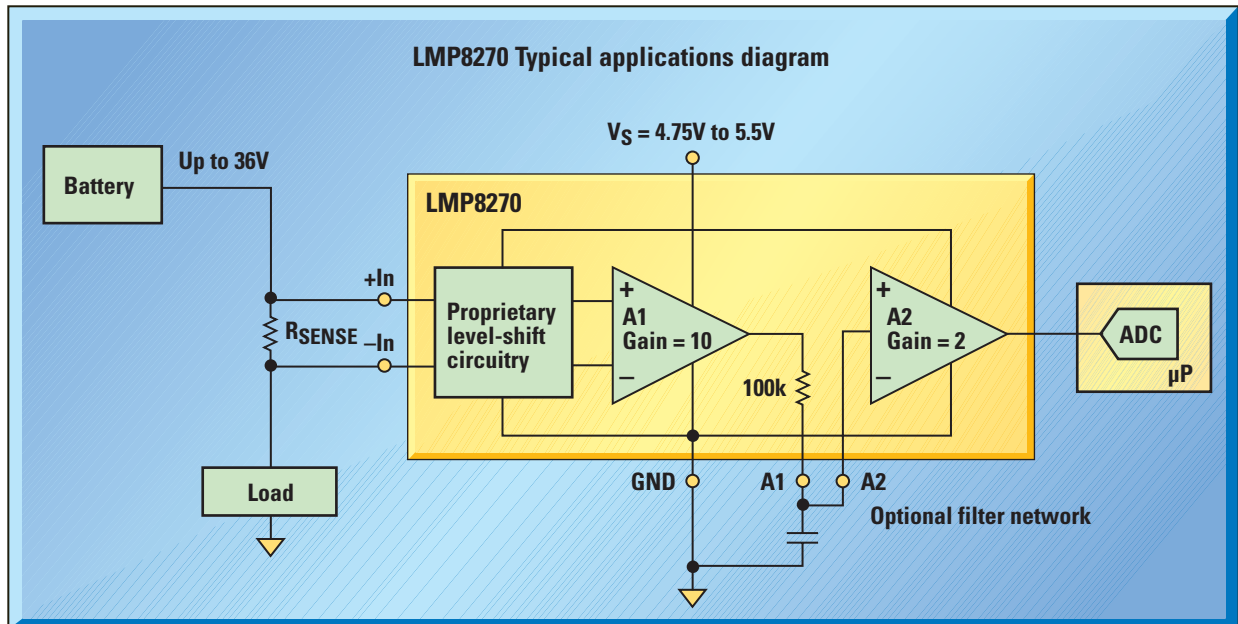 LMP8270 Typical applications diagram
VS = 4.75V to 5.5V
Up to 36V
Battery
LMP8270
+In
Proprietary
level-shift
circuitry
+
A1
Gain = 10
–
+
A2
Gain = 2
–
ADC
µP
RSENSE
–In
100k
Load
GND
A1
A2
Optional filter network